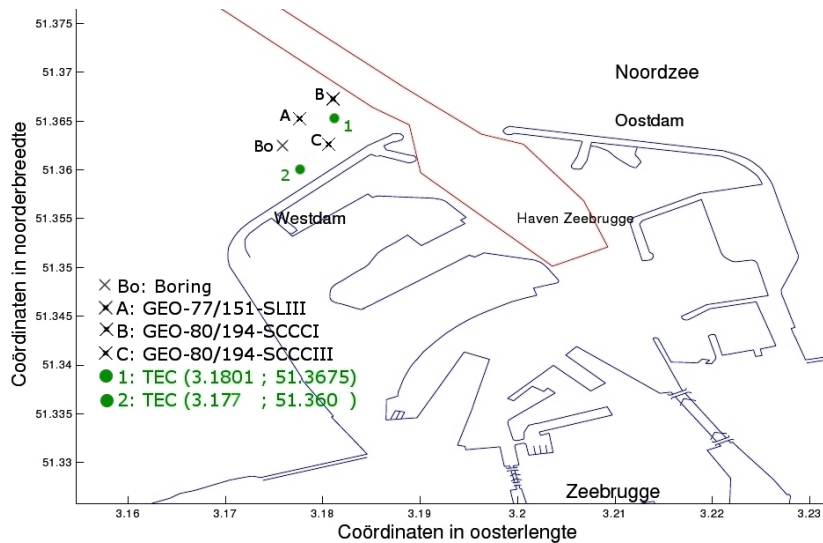 51.375
51.37
51.365
51.36
51.355
51.35
51.345
51.34
51.335
51.33
Coördinaten in noorderbreedte
Noordzee
Oostdam
B
A
1
Bo
C
2
Westdam
Haven Zeebrugge
Bo: Boring
A: GEO-77/151-SLIII
B: GEO-80/194-SCCCI
C: GEO-80/194-SCCCIII
1: TEC (3.1801 ; 51.3675)
2: TEC (3.177 ; 51.360 )
Zeebrugge
3.16 3.17 3.18 3.19 3.2 3.21 3.22 3.23
Coördinaten in oosterlengte